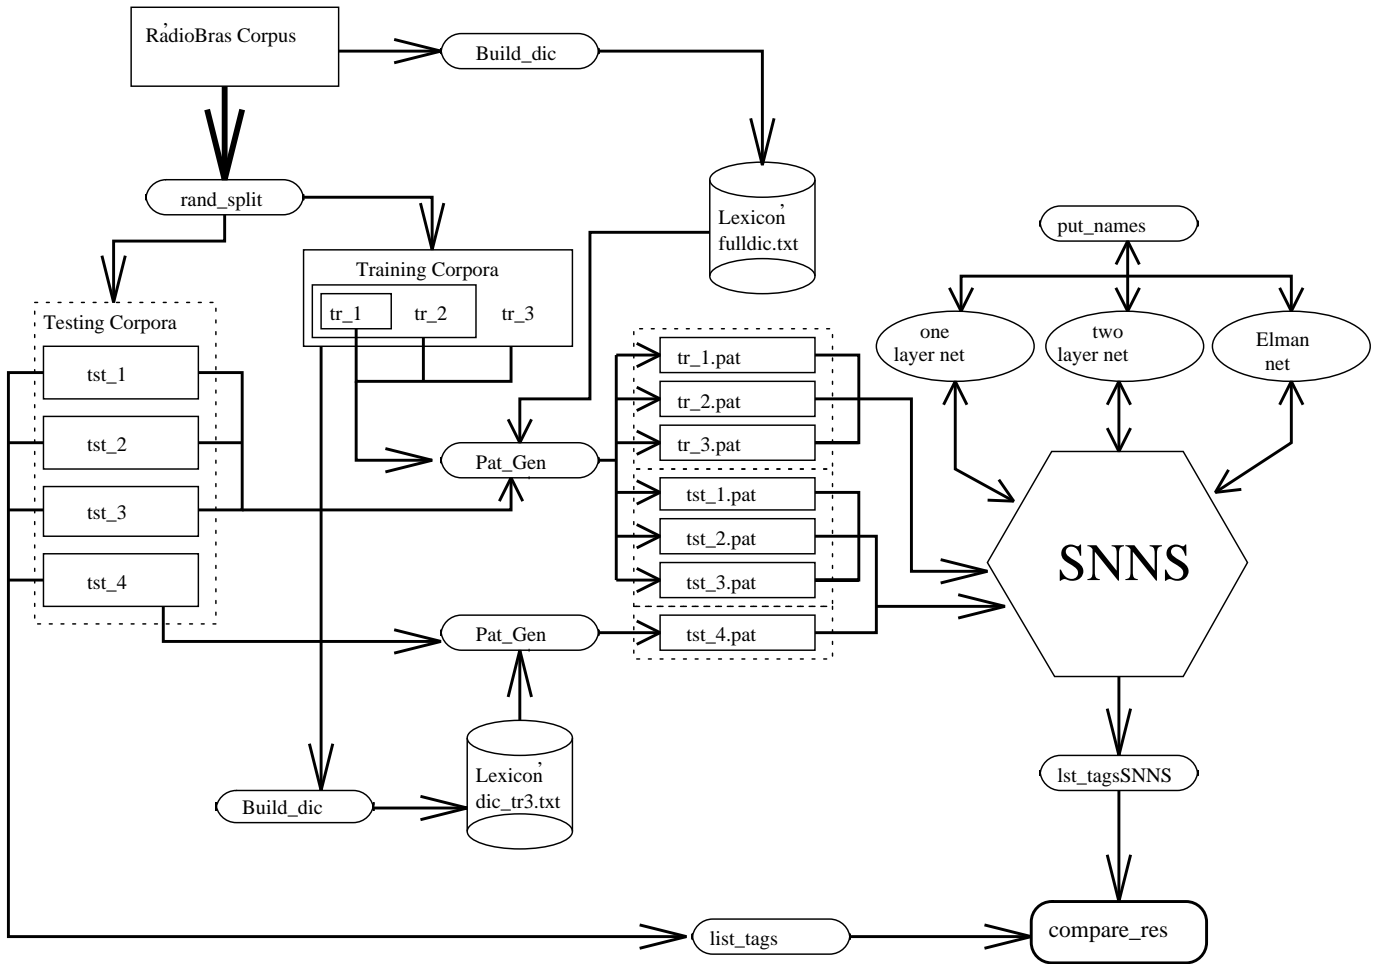 RádioBras Corpus
Build_dic
rand_split
Lexicon'
fulldic.txt
put_names
Training Corpora
tr_1
tr_2
tr_3
Testing Corpora
tst_1
tst_2
tst_3
tst_4
one
layer net
two
layer net
Elman
net
tr_1.pat
tr_2.pat
tr_3.pat
Pat_Gen
tst_1.pat
tst_2.pat
tst_3.pat
SNNS
Pat_Gen
tst_4.pat
Lexicon'
dic_tr3.txt
Build_dic
lst_tagsSNNS
list_tags
compare_res